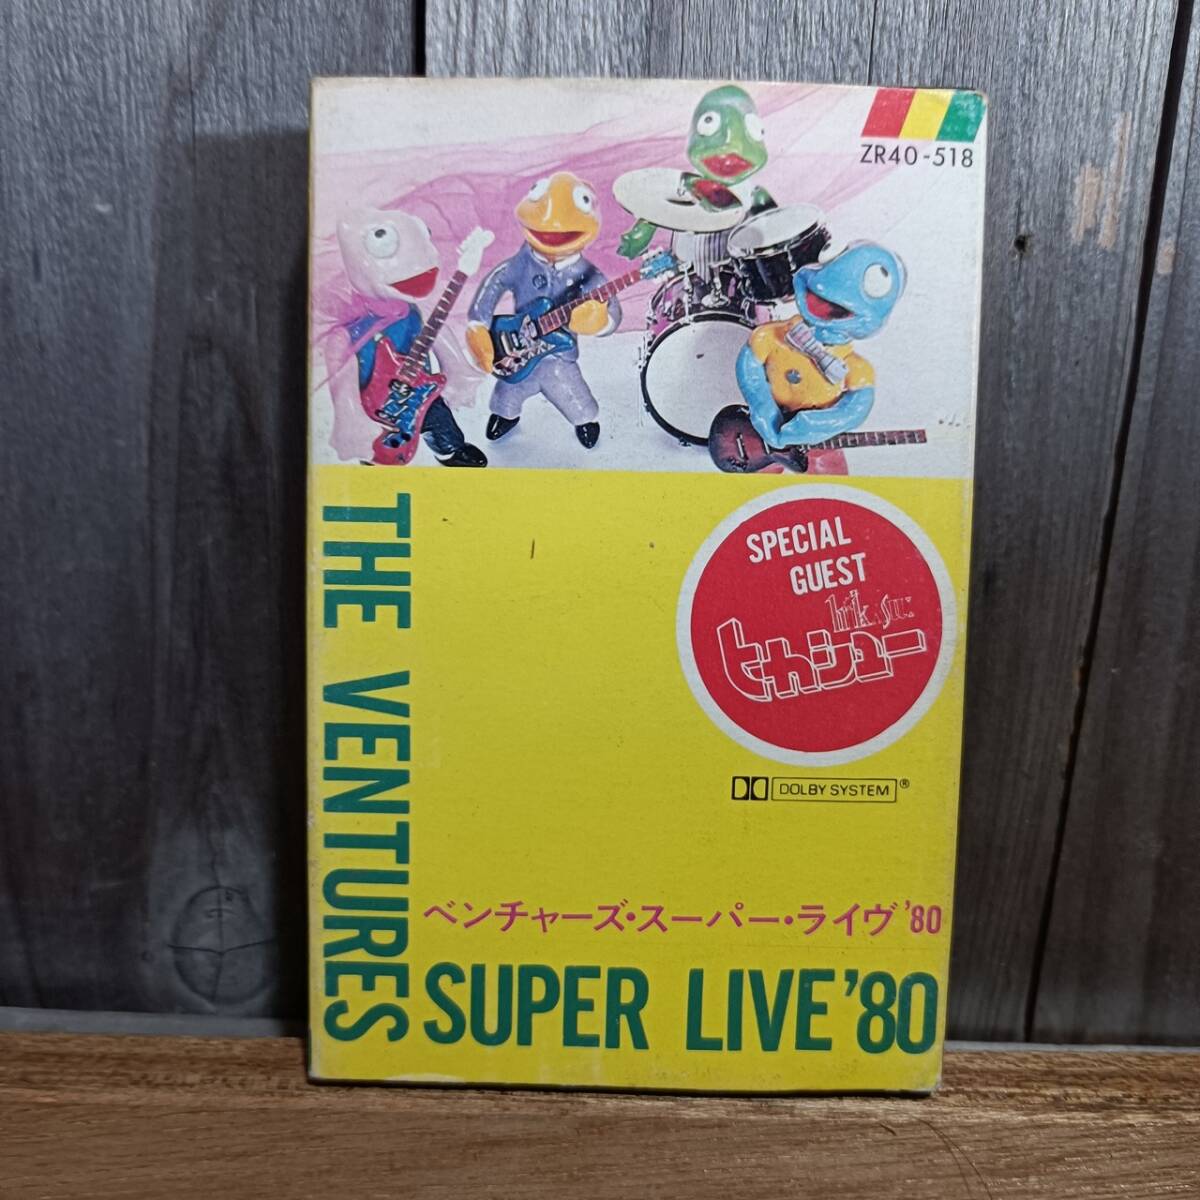 ZR40-518
THE VENTURES
SPECIAL
GUEST
ヒカシュー
DOLBY SYSTEM®
ベンチャーズ・スーパー・ライヴ'80
SUPER LIVE'80